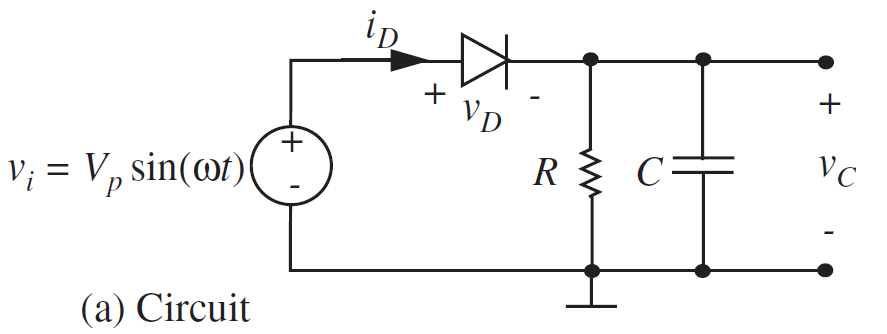 i_D
+ v_D -
v_i = V_p sin(ωt)
+
-
R
C
+
v_C
-
(a) Circuit